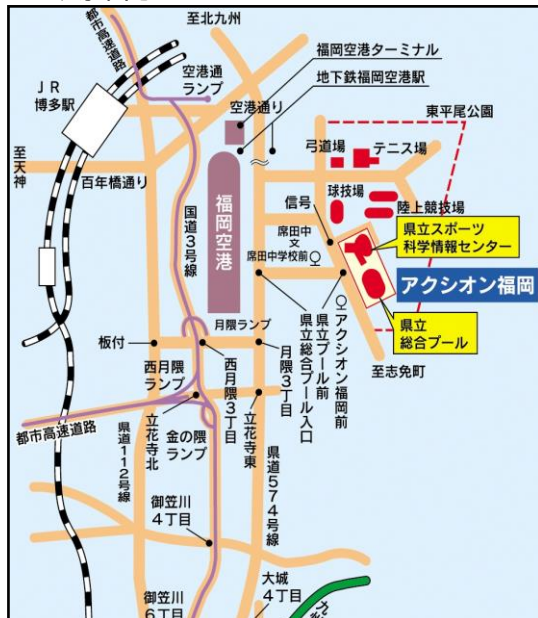 都市高速道路
至北九州
福岡空港ターミナル
地下鉄福岡空港駅
ＪＲ
博多駅
空港通
ランプ
空港通り
東平尾公園
弓道場
テニス場
至天神
百年橋通り
国道３号線
福岡空港
信号
球技場
陸上競技場
席田中
文
席田中学校前
県立スポーツ
科学情報センター
アクシオン福岡
県立
総合プール
アクシオン福岡前
県立プール前
県立総合プール入口
至志免町
月隈ランプ
板付
西月隈
ランプ
西月隈３丁目
月隈３丁目
都市高速道路
県道１１２号線
立花寺北
金の隈
ランプ
立花寺東
県道５７４号線
御笠川
４丁目
大城
４丁目
御笠川
６丁目